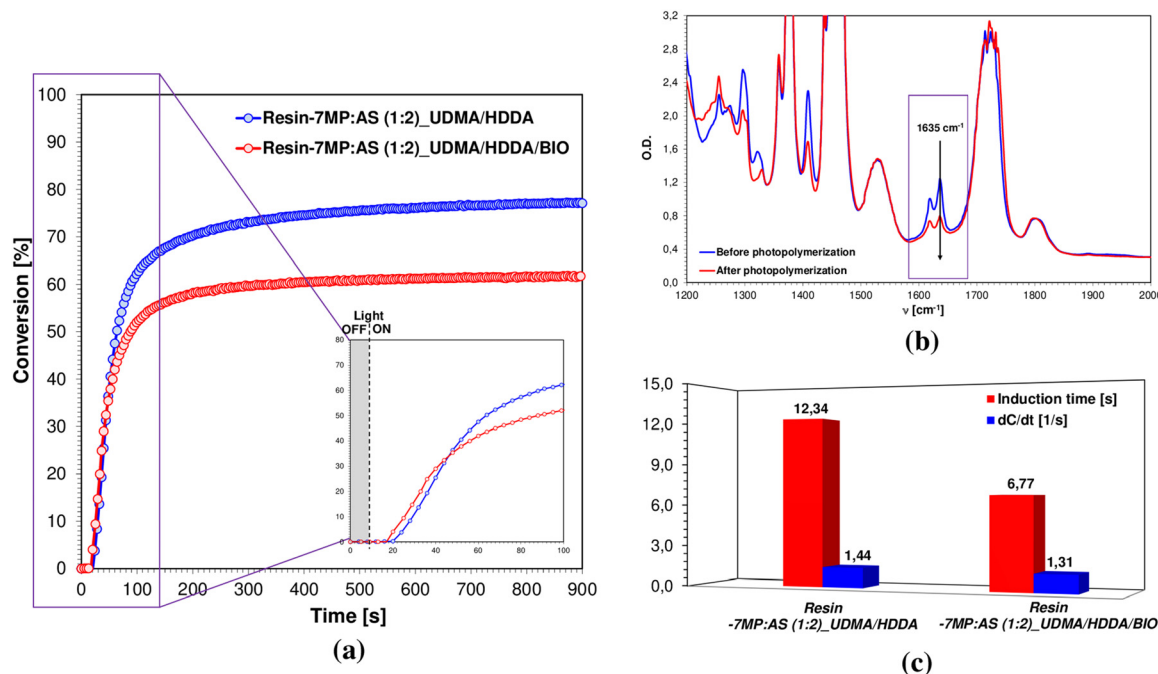 100
90
80
70
60
50
40
30
20
10
0
Conversion [%]
Resin-7MP:AS (1:2)_UDMA/HDDA
Resin-7MP:AS (1:2)_UDMA/HDDA/BIO
Light
OFF ON
80
70
60
50
40
30
20
10
0
0 20 40 60 80 100
0 100 200 300 400 500 600 700 800 900
Time [s]
(a)
3,2
2,8
2,4
2,0
1,6
1,2
0,8
0,4
0,0
O.D.
1635 cm⁻¹
Before photopolymerization
After photopolymerization
1200 1300 1400 1500 1600 1700 1800 1900 2000
ν [cm⁻¹]
(b)
15,0
12,0
9,0
6,0
3,0
0,0
Induction time [s]
dC/dt [1/s]
12,34
1,44
6,77
1,31
Resin
-7MP:AS (1:2)_UDMA/HDDA
Resin
-7MP:AS (1:2)_UDMA/HDDA/BIO
(c)